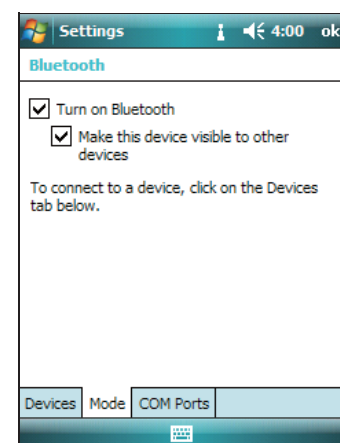 Settings 4:00 ok
Bluetooth
Turn on Bluetooth
Make this device visible to other
devices
To connect to a device, click on the Devices
tab below.
Devices Mode COM Ports